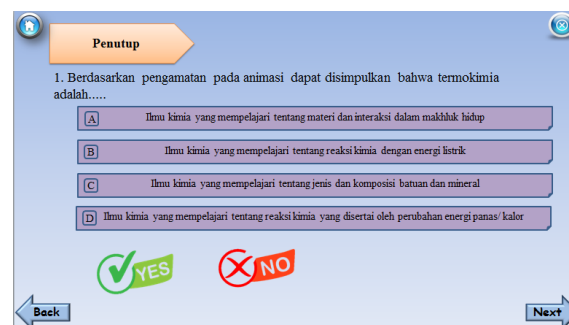 Penutup
1. Berdasarkan pengamatan pada animasi dapat disimpulkan bahwa termokimia
adalah.....
A Ilmu kimia yang mempelajari tentang materi dan interaksi dalam makhluk hidup
B Ilmu kimia yang mempelajari tentang reaksi kimia dengan energi listrik
C Ilmu kimia yang mempelajari tentang jenis dan komposisi batuan dan mineral
D Ilmu kimia yang mempelajari tentang reaksi kimia yang disertai oleh perubahan energi panas/ kalor
YES NO
Back Next